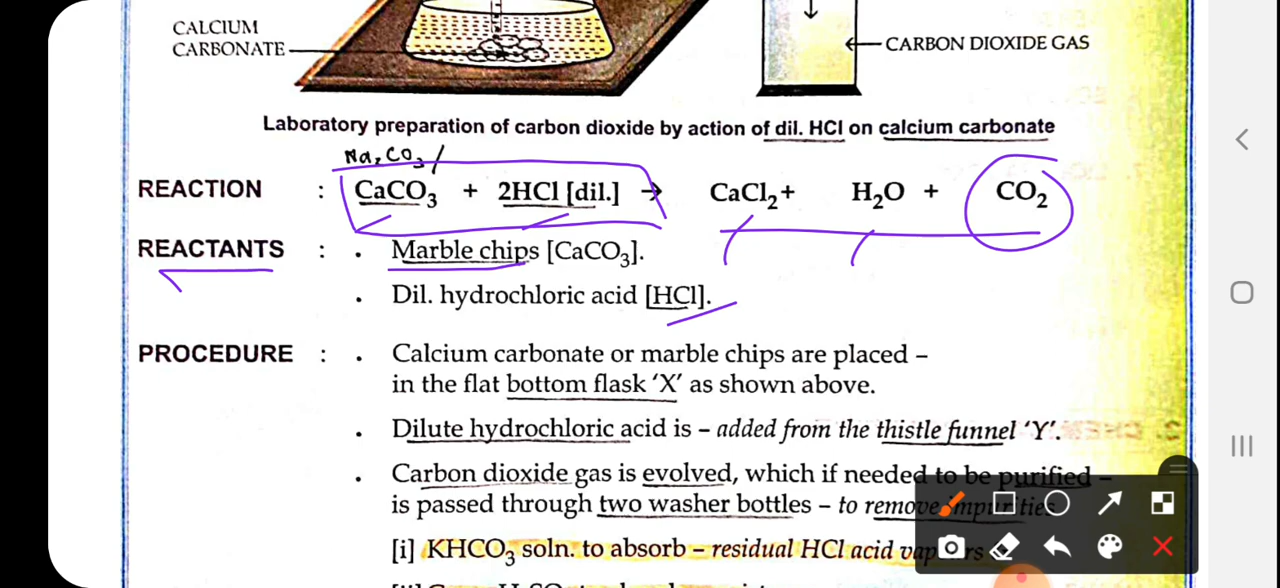 CALCIUM
CARBONATE
CARBON DIOXIDE GAS
Laboratory preparation of carbon dioxide by action of dil. HCl on calcium carbonate
Na₂CO₃/
REACTION : CaCO₃ + 2HCl [dil.] → CaCl₂ + H₂O + CO₂
REACTANTS : • Marble chips [CaCO₃].
• Dil. hydrochloric acid [HCl].
PROCEDURE : • Calcium carbonate or marble chips are placed –
in the flat bottom flask ‘X’ as shown above.
• Dilute hydrochloric acid is – added from the thistle funnel ‘Y’.
• Carbon dioxide gas is evolved, which if needed to be purified –
is passed through two washer bottles – to remove impurities
[i] KHCO₃ soln. to absorb – residual HCl acid vapors